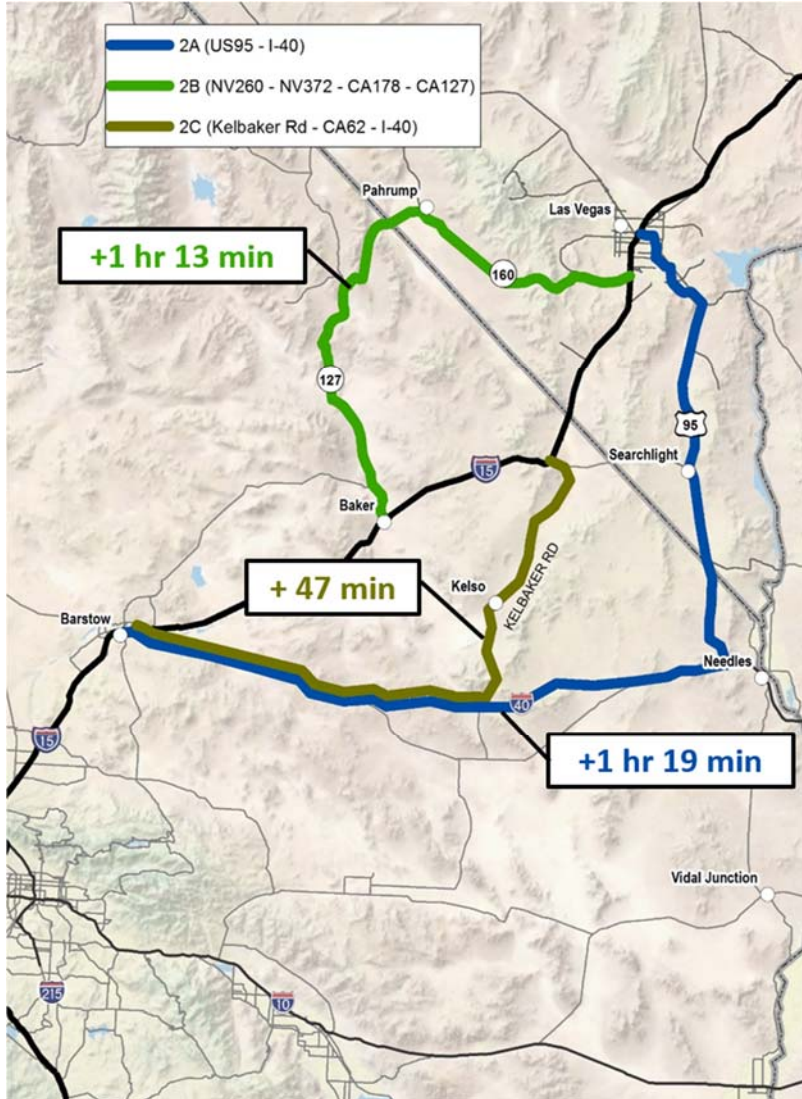 2A (US95 - I-40)
2B (NV260 - NV372 - CA178 - CA127)
2C (Kelbaker Rd - CA62 - I-40)
Pahrump
Las Vegas
+1 hr 13 min
160
127
95
Searchlight
15
Baker
+ 47 min
Kelso
KELBAKER RD
Barstow
Needles
40
15
+1 hr 19 min
Vidal Junction
215
10